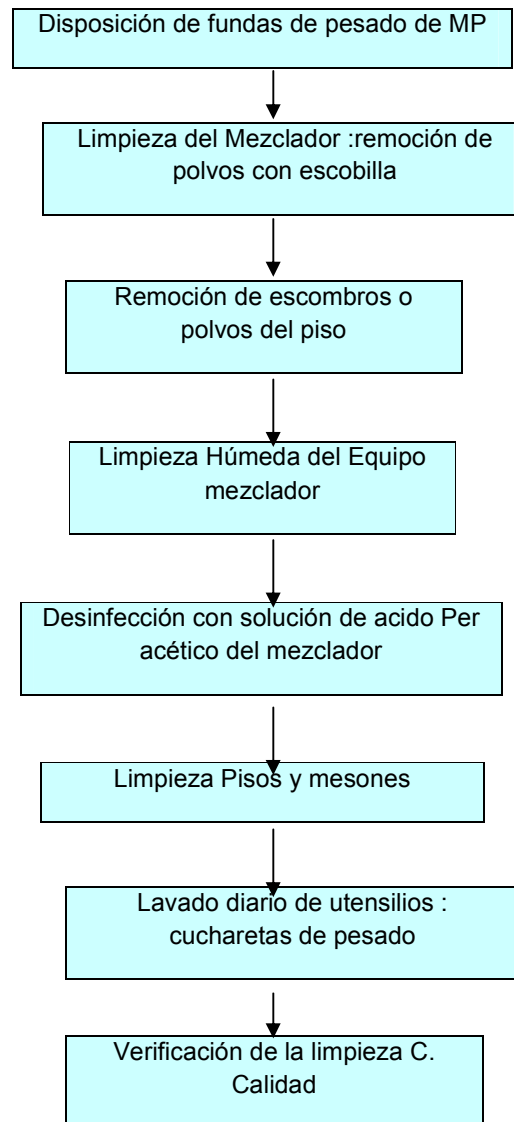 Disposición de fundas de pesado de MP
Limpieza del Mezclador :remoción de
polvos con escobilla
Remoción de escombros o
polvos del piso
Limpieza Húmeda del Equipo
mezclador
Desinfección con solución de acido Per
acético del mezclador
Limpieza Pisos y mesones
Lavado diario de utensilios :
cucharetas de pesado
Verificación de la limpieza C.
Calidad